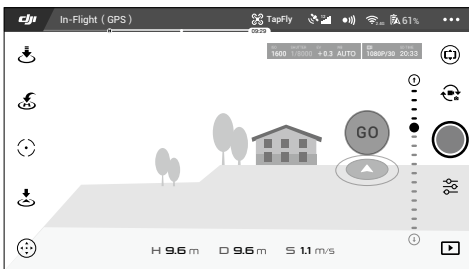 dji In-Flight ( GPS ) TapFly 61%
09:29
1600 1/8000 +0.3 AUTO 1080P/30 20:33
GO
H 9.6 m D 9.6 m S 1.1 m/s